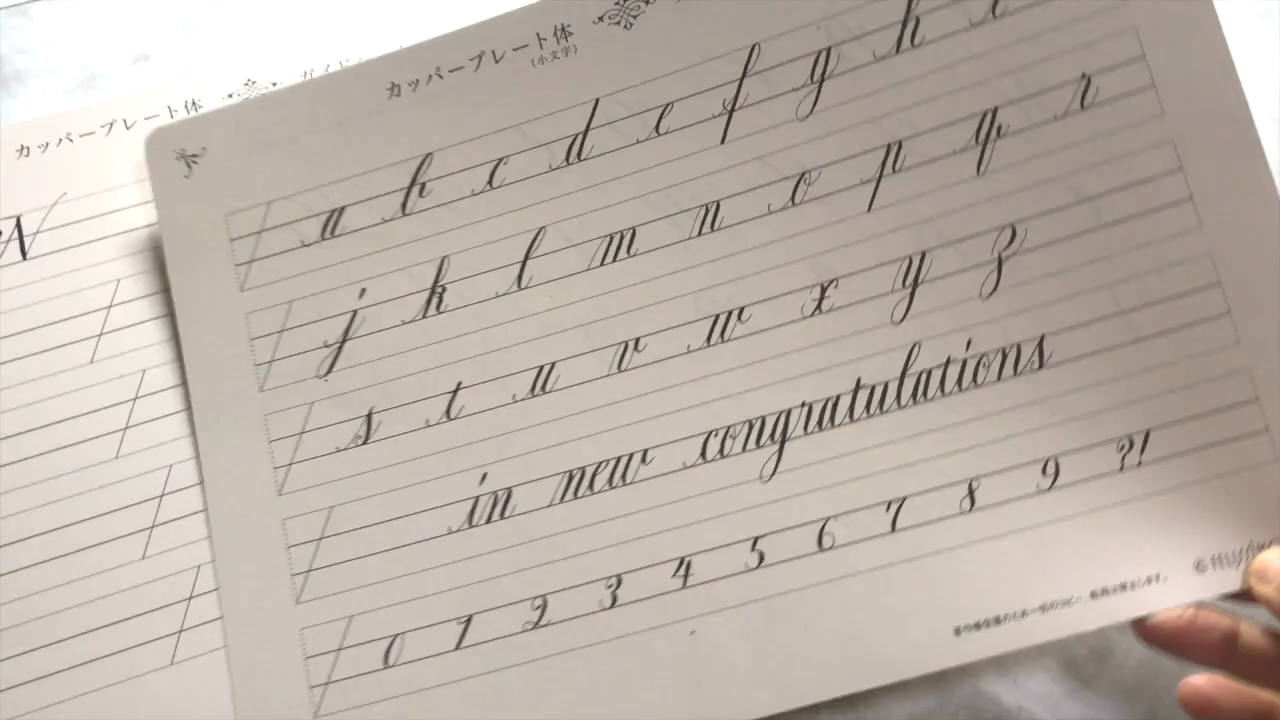 カッパープレート体
カッパープレート体
(小文字)
N
a b c d e f g h i
j k l m n o p q r
s t u v w x y z
in new congratulations
0 1 2 3 4 5 6 7 8 9 ?!